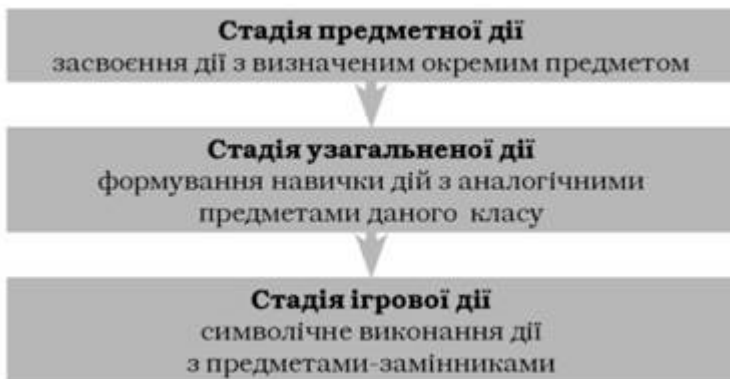 Стадія предметної дії
засвоєння дії з визначеним окремим предметом
Стадія узагальненої дії
формування навички дій з аналогічними
предметами даного класу
Стадія ігрової дії
символічне виконання дії
з предметами-замінниками